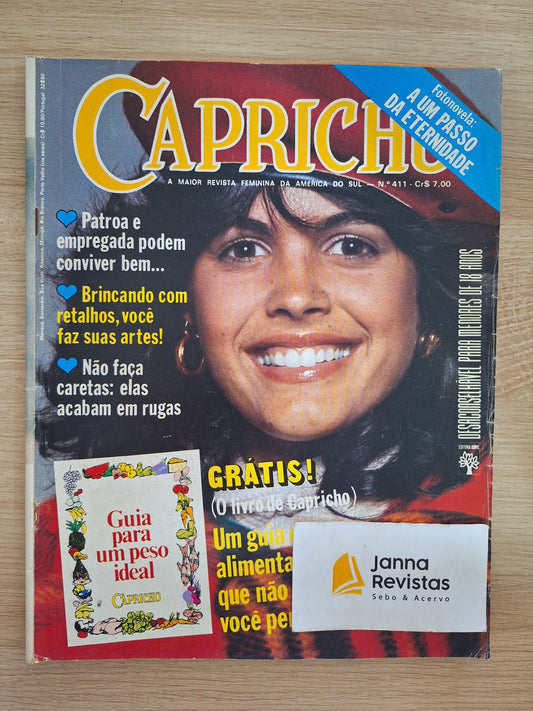 CAPRICHO
A MAIOR REVISTA FEMININA DA AMÉRICA DO SUL — N.º 411 - Cr$ 7,00
Fotonovela:
A UM PASSO
DA ETERNIDADE
Patroa e
empregada podem
conviver bem...
Brincando com
retalhos, você
faz suas artes!
Não faça
caretas: elas
acabam em rugas
DESACONSELHÁVEL PARA MENORES DE 18 ANOS
GRÁTIS!
(O livro de Capricho)
Um guia
alimenta
que não
você per
Guia
para
um peso
ideal
CAPRICHO
Janna
Revistas
Sebo & Acervo